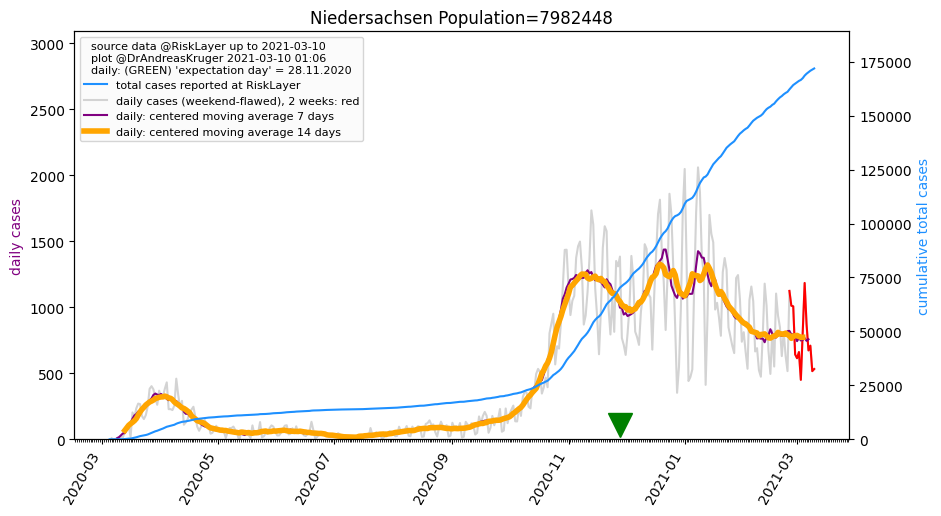 Niedersachsen Population=7982448
source data @RiskLayer up to 2021-03-10
plot @DrAndreasKruger 2021-03-10 01:06
daily: (GREEN) 'expectation day' = 28.11.2020
total cases reported at RiskLayer
daily cases (weekend-flawed), 2 weeks: red
daily: centered moving average 7 days
daily: centered moving average 14 days
daily cases
3000
2500
2000
1500
1000
500
0
cumulative total cases
175000
150000
125000
100000
75000
50000
25000
0
2020-03
2020-05
2020-07
2020-09
2020-11
2021-01
2021-03